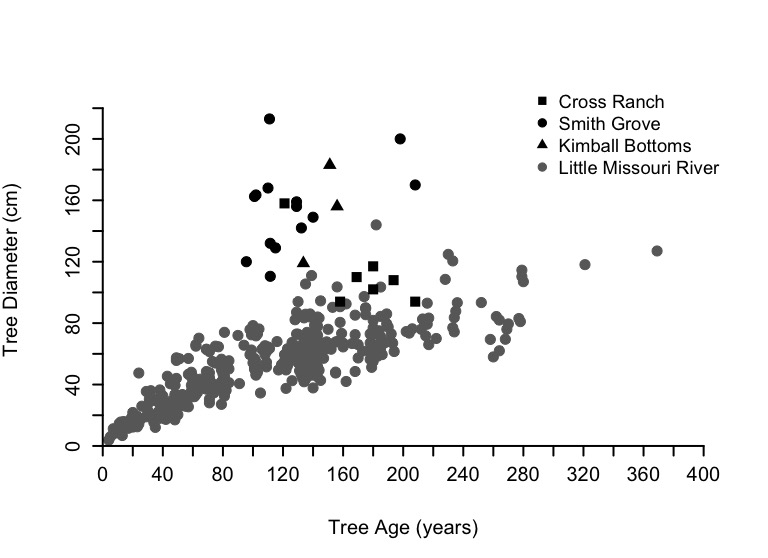 Cross Ranch
Smith Grove
Kimball Bottoms
Little Missouri River
Tree Diameter (cm)
200
160
120
80
40
0
0 40 80 120 160 200 240 280 320 360 400
Tree Age (years)